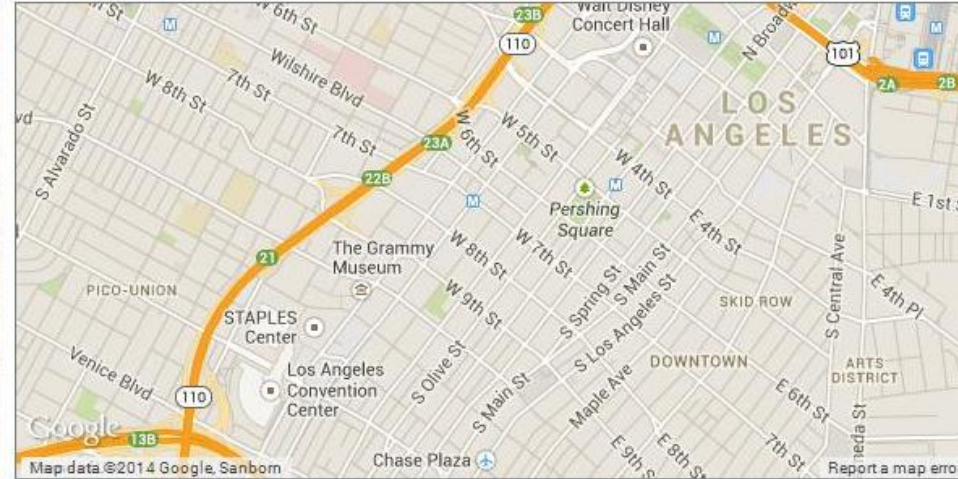 W 6th St
23B
Walt Disney
Concert Hall
M
110
M
M
N Broadw
101
Wilshire Blvd
7th St
W 8th St
2A
2B
LOS
ANGELES
vd
7th St
23A
W 6th St
W 5th St
S Alvarado St
W 4th St
22B
M
M
Pershing
Square
E 1st S
The Grammy
Museum
W 8th St
W 7th St
E 4th St
21
S Central Ave
E 4th Pl
PICO-UNION
W 9th St
S Spring St
S Main St
S Los Angeles St
SKID ROW
STAPLES
Center
DOWNTOWN
ARTS
DISTRICT
Venice Blvd
Los Angeles
Convention
Center
S Olive St
S Main St
Maple Ave
E 6th St
110
Google
13B
Chase Plaza
E 9th St
E 8th St
7th St
meda St
Map data ©2014 Google, Sanborn
Report a map erro